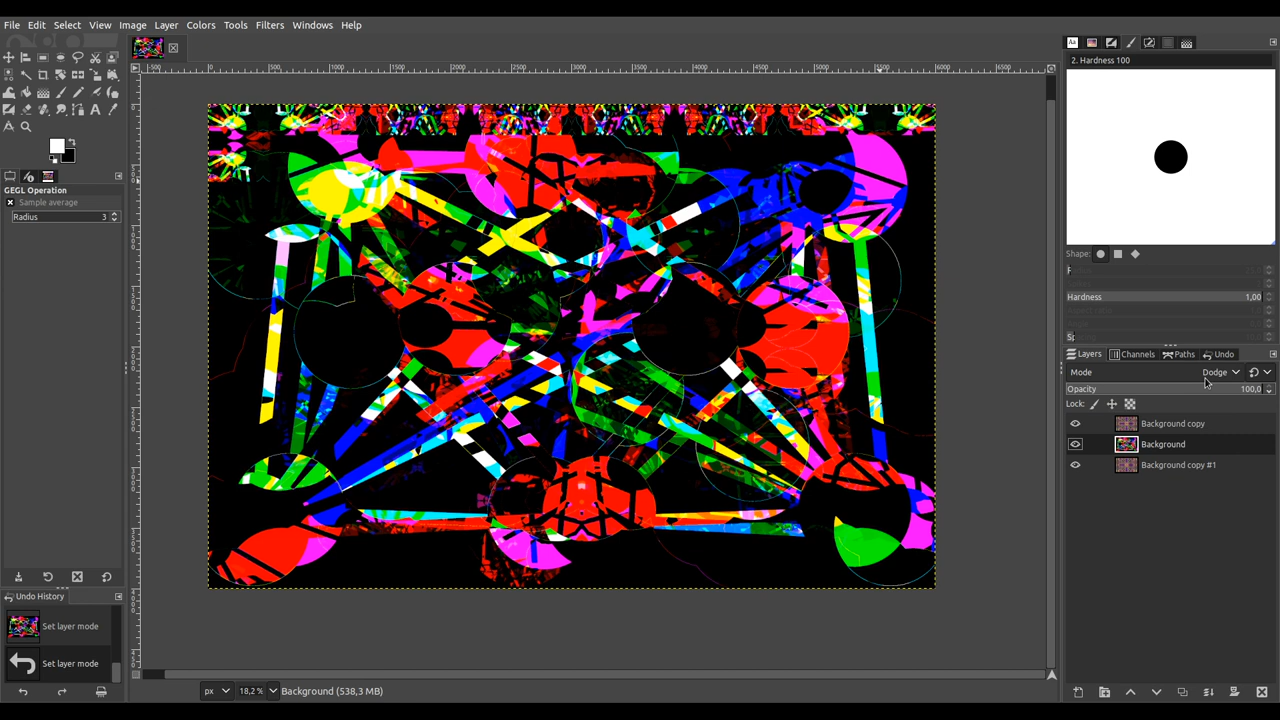 File Edit Select View Image Layer Colors Tools Filters Windows Help
2. Hardness 100
GEGL Operation
Sample average
Radius 3
Shape:
Hardness 1,00
Layers Channels Paths Undo
Mode Dodge
Opacity 100,0
Lock:
Background copy
Background
Background copy #1
Undo History
Set layer mode
Set layer mode
px 18,2 % Background (538,3 MB)